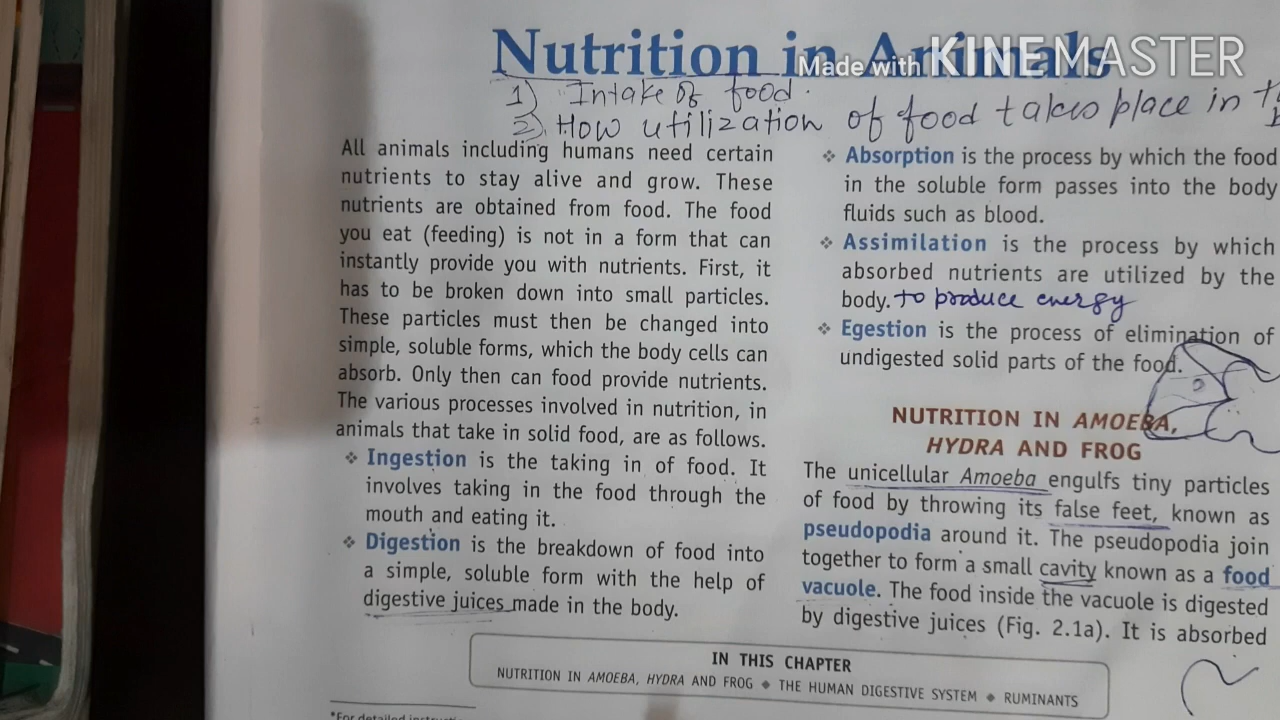 Nutrition in Animals
Made with KINEMASTER
1) Intake of food.
2) How utilization of food takes place in
All animals including humans need certain
nutrients to stay alive and grow. These
nutrients are obtained from food. The food
you eat (feeding) is not in a form that can
instantly provide you with nutrients. First, it
has to be broken down into small particles.
These particles must then be changed into
simple, soluble forms, which the body cells can
absorb. Only then can food provide nutrients.
The various processes involved in nutrition, in
animals that take in solid food, are as follows.
❖ Ingestion is the taking in of food. It
involves taking in the food through the
mouth and eating it.
❖ Digestion is the breakdown of food into
a simple, soluble form with the help of
digestive juices made in the body.
❖ Absorption is the process by which the food
in the soluble form passes into the body
fluids such as blood.
❖ Assimilation is the process by which
absorbed nutrients are utilized by the
body. to produce energy
❖ Egestion is the process of elimination of
undigested solid parts of the food.
NUTRITION IN AMOEBA,
HYDRA AND FROG
The unicellular Amoeba engulfs tiny particles
of food by throwing its false feet, known as
pseudopodia around it. The pseudopodia join
together to form a small cavity known as a food
vacuole. The food inside the vacuole is digested
by digestive juices (Fig. 2.1a). It is absorbed
IN THIS CHAPTER
NUTRITION IN AMOEBA, HYDRA AND FROG ◆ THE HUMAN DIGESTIVE SYSTEM ◆ RUMINANTS
*For detailed